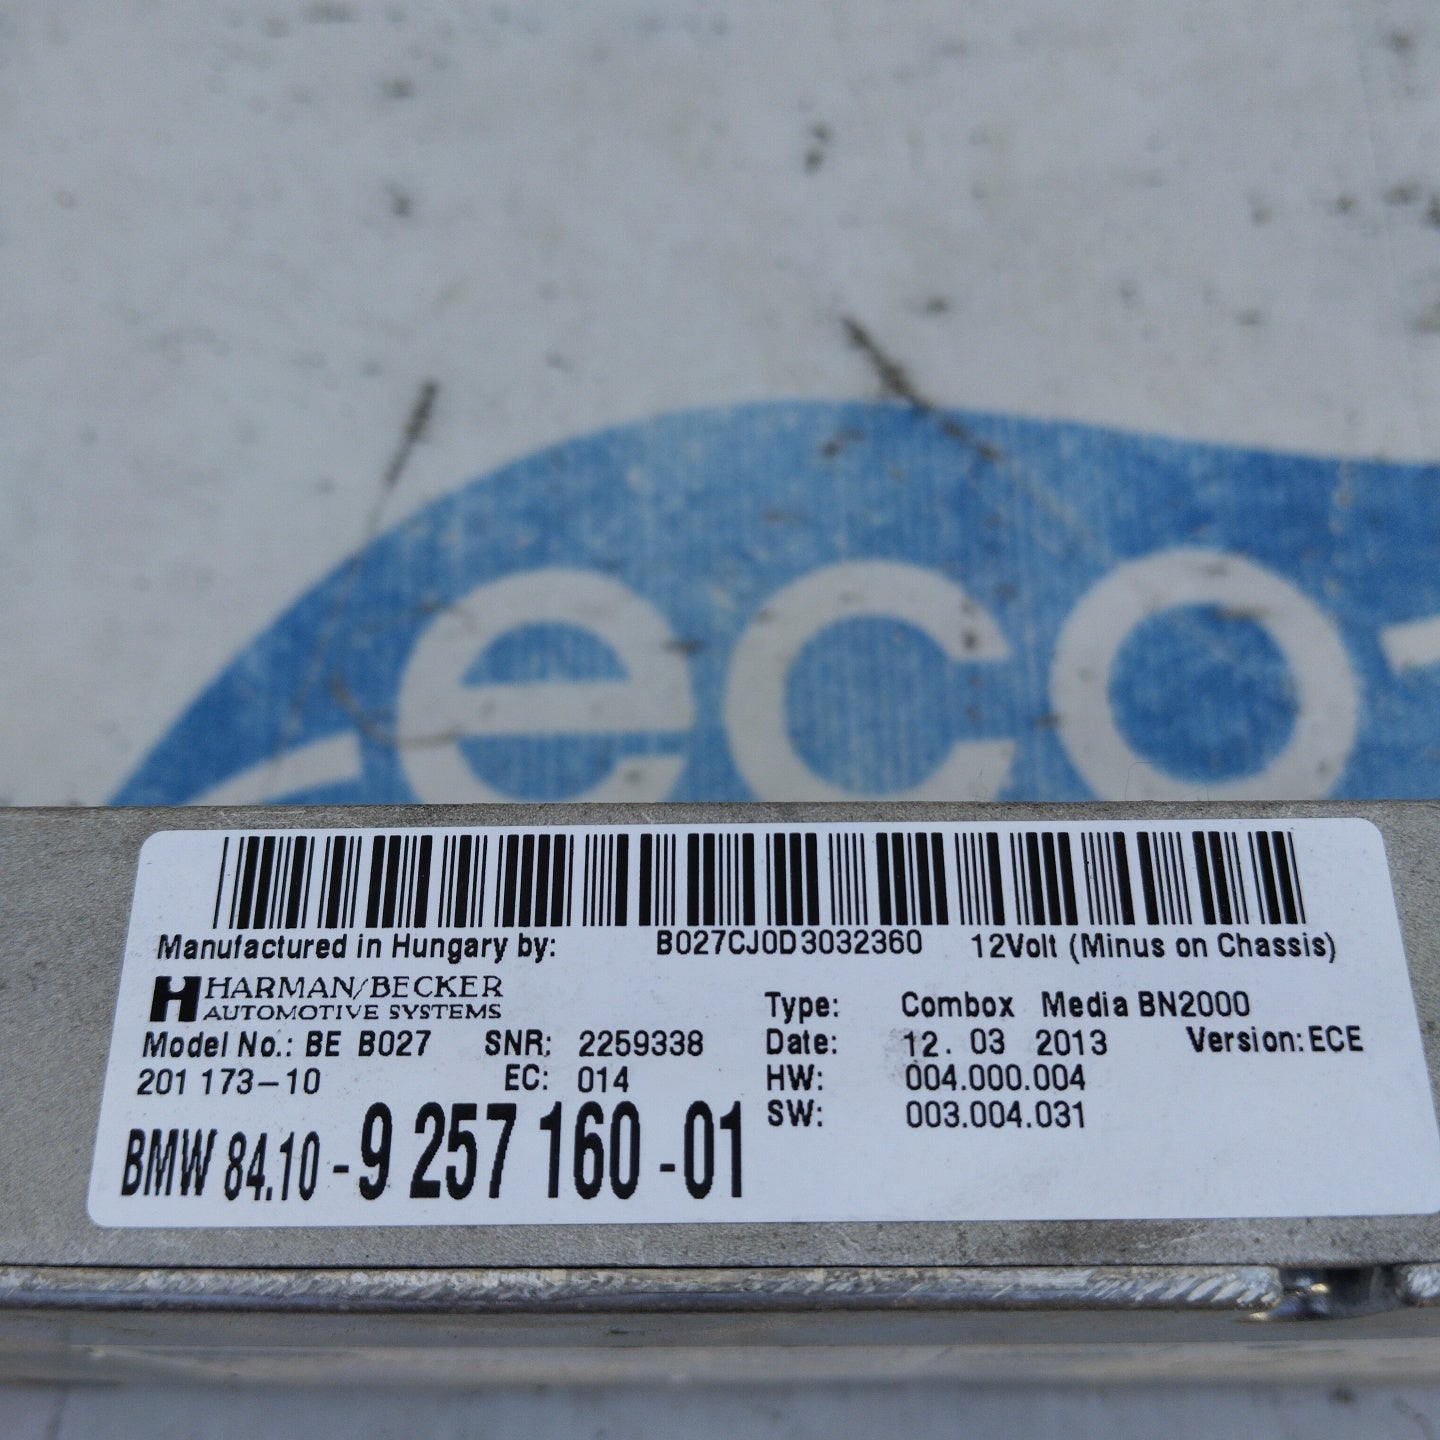 eco
Manufactured in Hungary by: B027CJ0D3032360 12Volt (Minus on Chassis)
H HARMAN/BECKER
AUTOMOTIVE SYSTEMS
Type: Combox Media BN2000
Model No.: BE B027 SNR: 2259338 Date: 12. 03 2013 Version: ECE
201 173-10 EC: 014 HW: 004.000.004
SW: 003.004.031
BMW 84.10 - 9 257 160 - 01